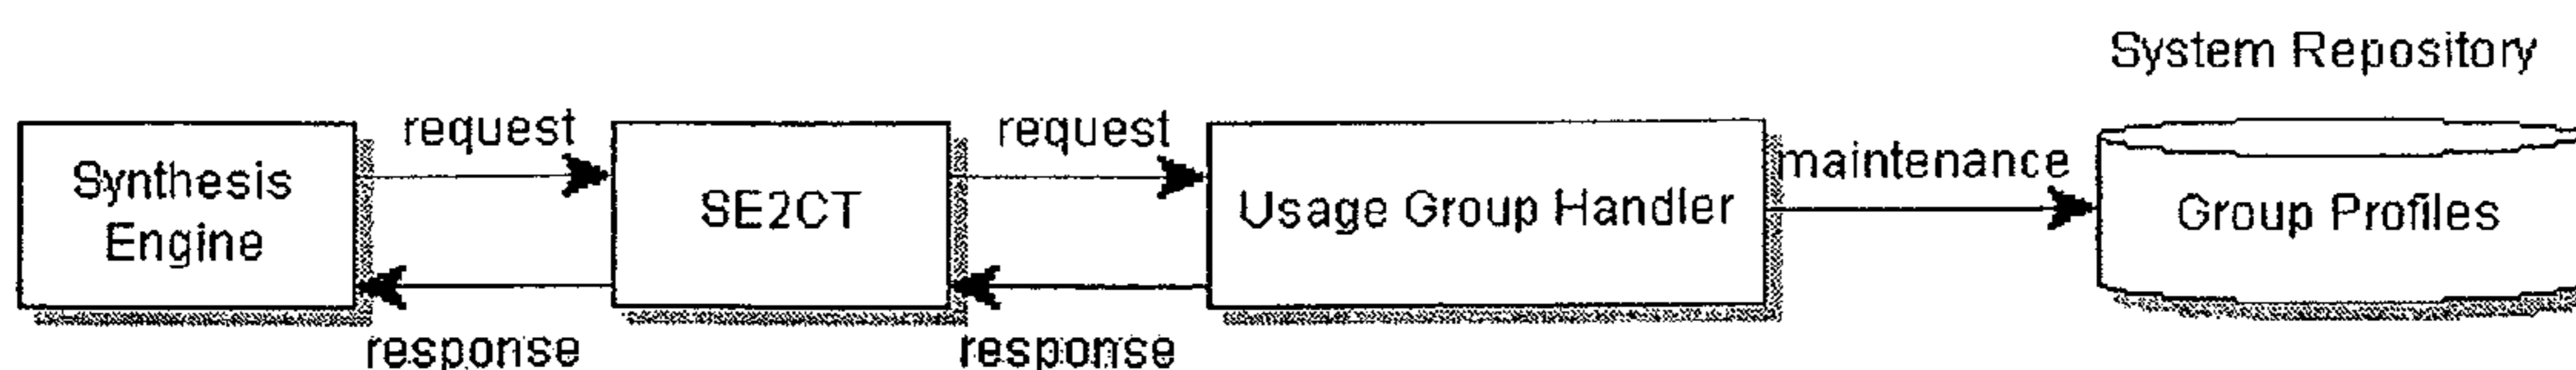 System Repository
request
request
maintenance
Synthesis
Engine
SE2CT
Usage Group Handler
Group Profiles
response
response